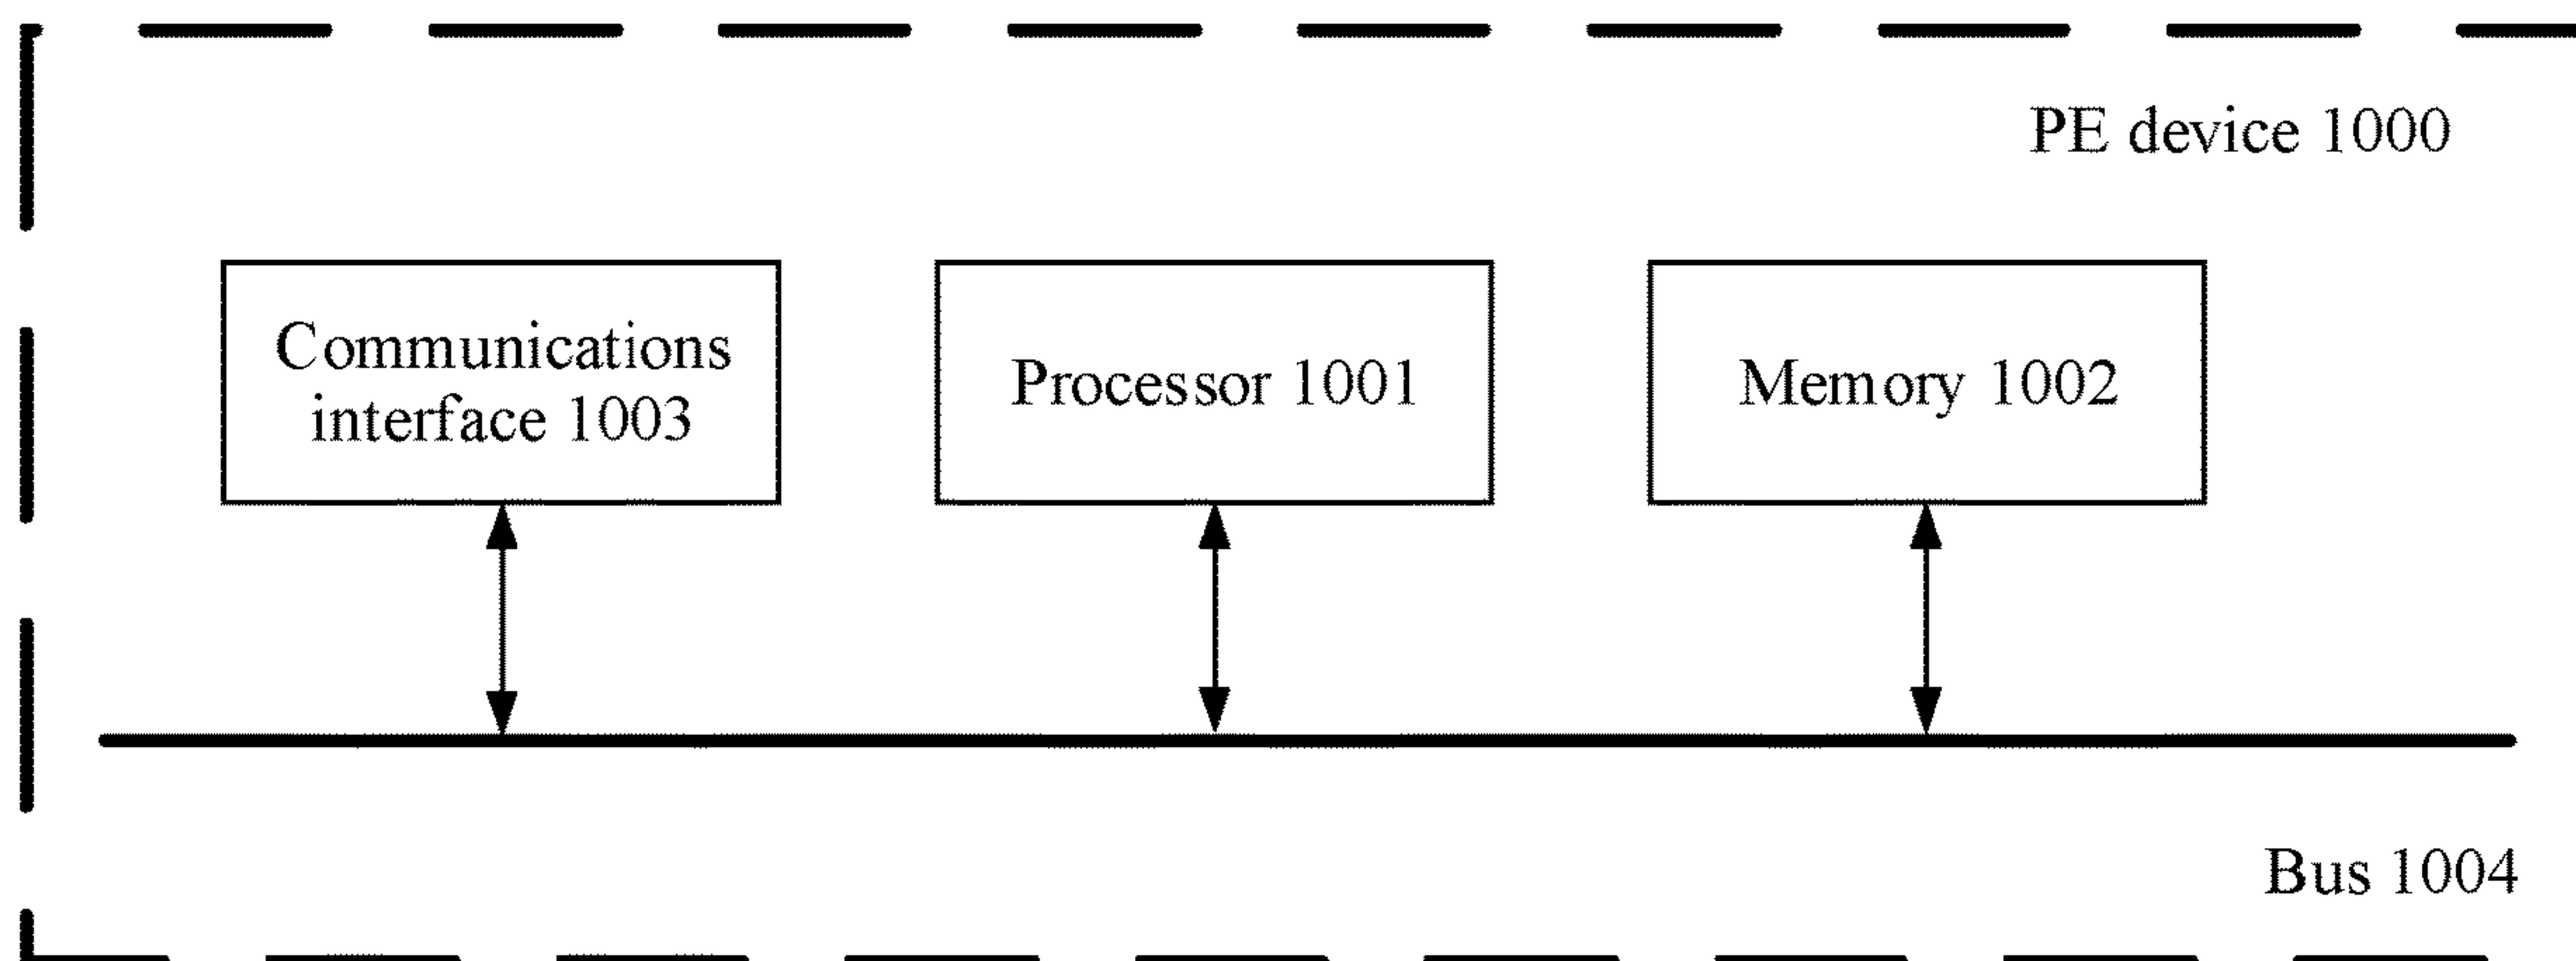 PE device 1000
Communications
interface 1003
Processor 1001
Memory 1002
Bus 1004